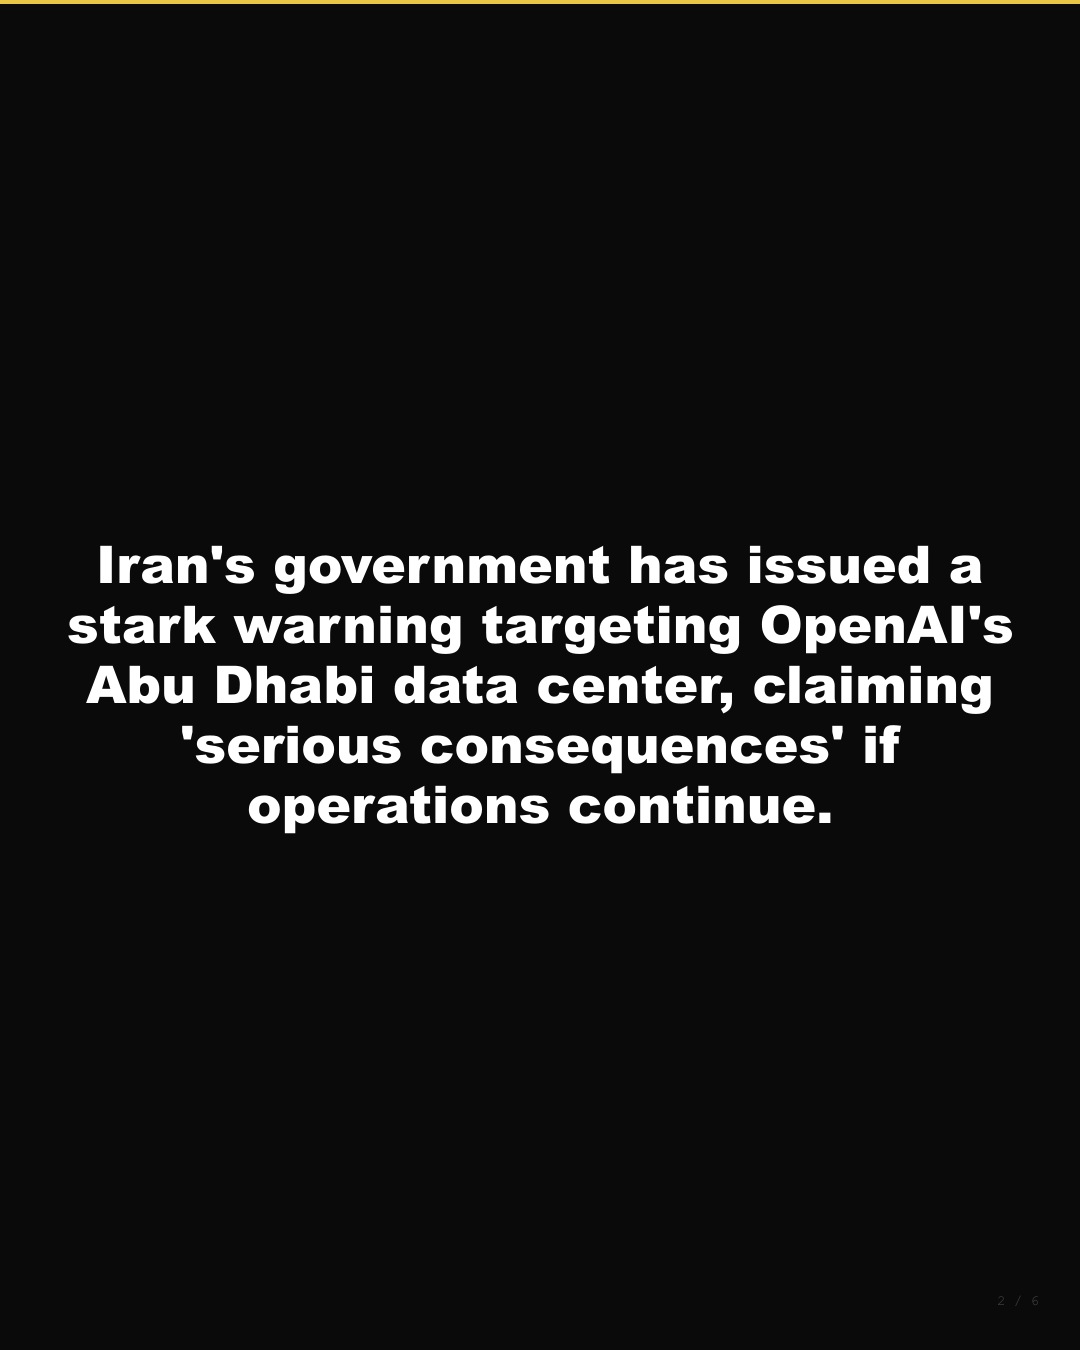 Iran's government has issued a
stark warning targeting OpenAI's
Abu Dhabi data center, claiming
'serious consequences' if
operations continue.
2 / 6